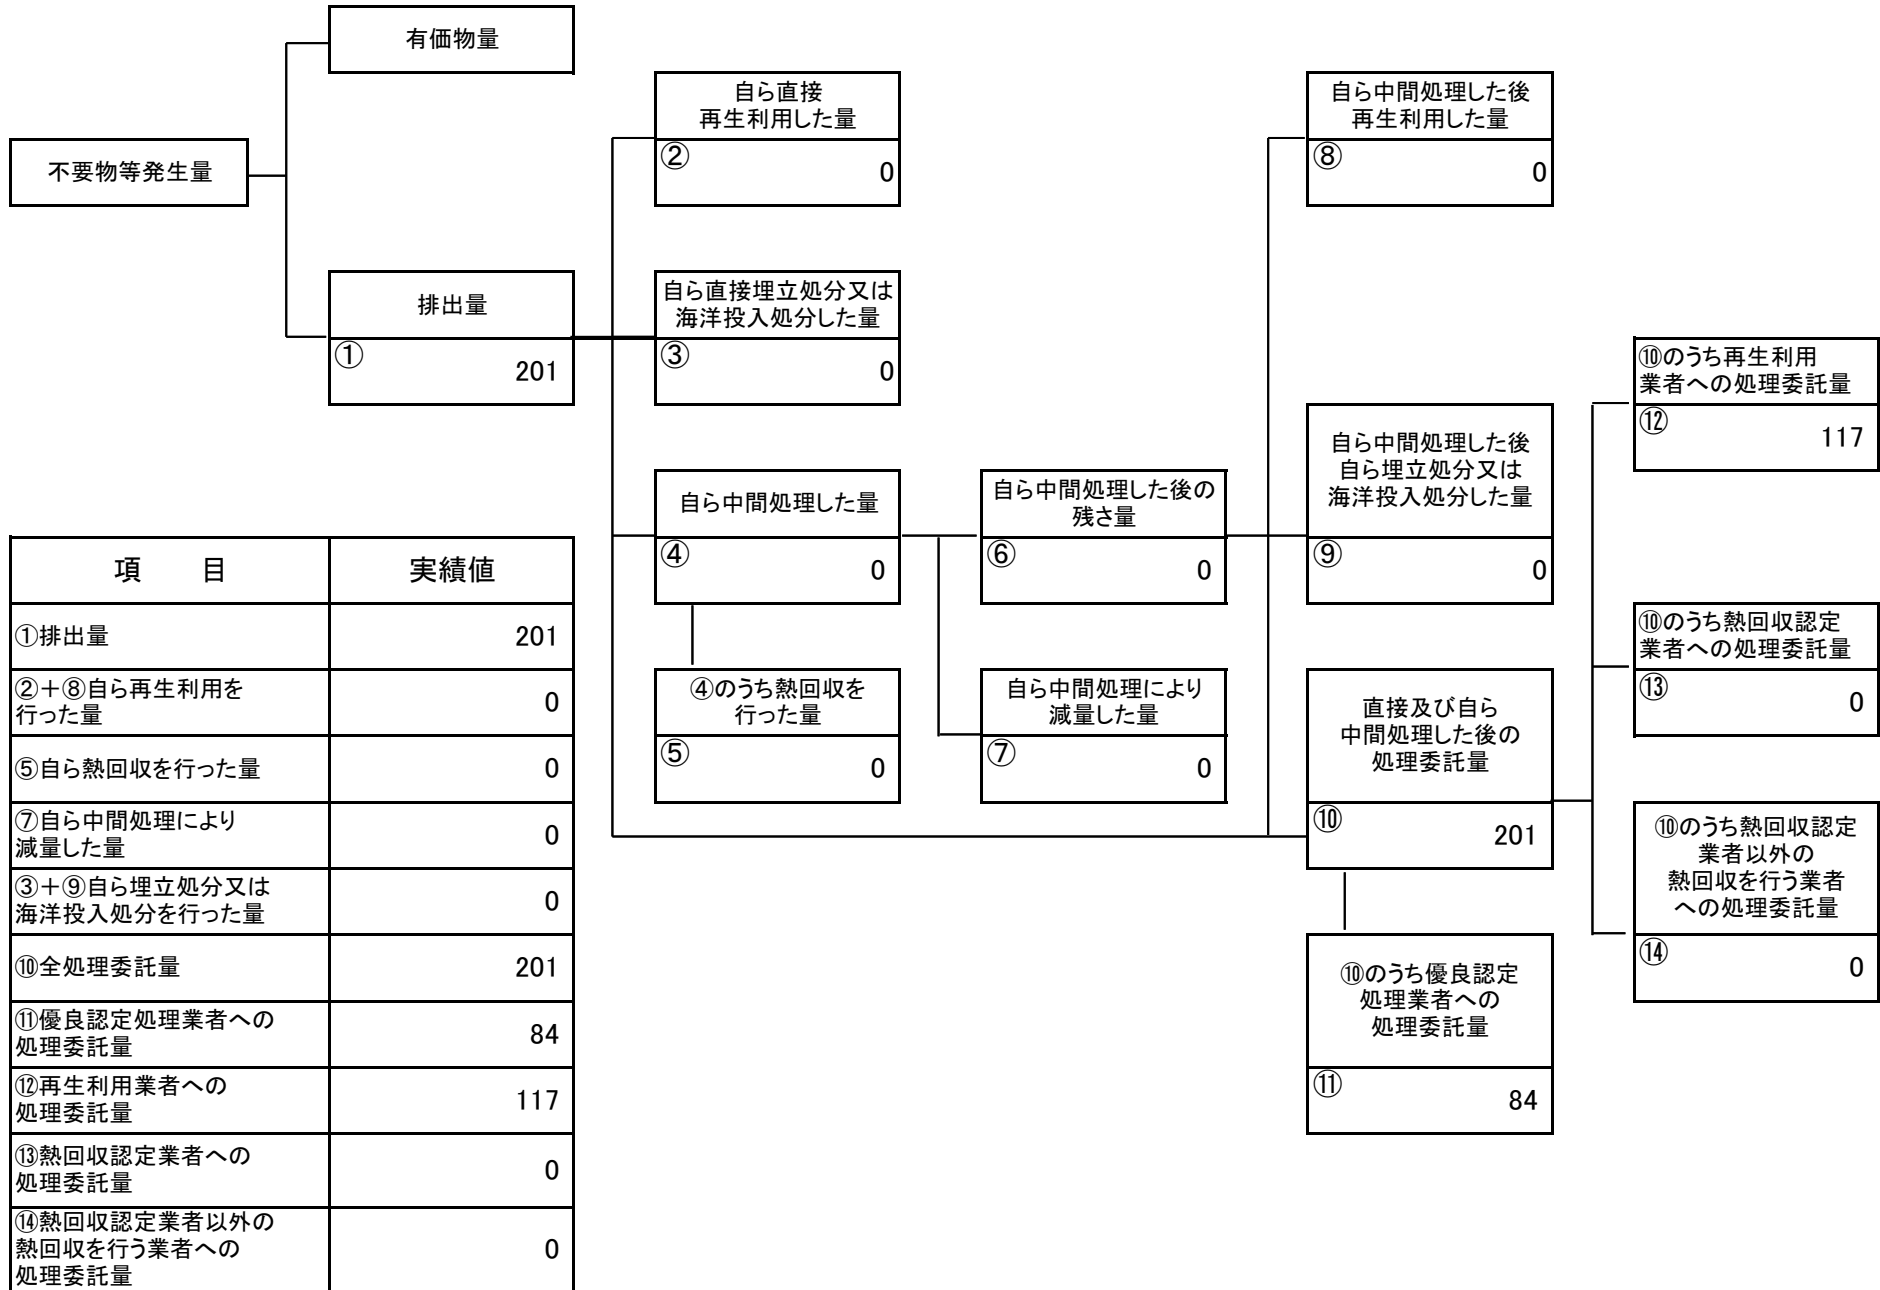 有価物量
不要物等発生量
排出量
①
201
自ら直接
再生利用した量
②
0
自ら直接埋立処分又は
海洋投入処分した量
③
0
自ら中間処理した量
④
0
④のうち熱回収を
行った量
⑤
0
自ら中間処理した後の
残さ量
⑥
0
自ら中間処理により
減量した量
⑦
0
自ら中間処理した後
再生利用した量
⑧
0
自ら中間処理した後
自ら埋立処分又は
海洋投入処分した量
⑨
0
直接及び自ら
中間処理した後の
処理委託量
⑩
201
⑩のうち優良認定
処理業者への
処理委託量
⑪
84
⑩のうち再生利用
業者への処理委託量
⑫
117
⑩のうち熱回収認定
業者への処理委託量
⑬
0
⑩のうち熱回収認定
業者以外の
熱回収を行う業者
への処理委託量
⑭
0
項　　目 実績値
①排出量 201
②＋⑧自ら再生利用を
行った量 0
⑤自ら熱回収を行った量 0
⑦自ら中間処理により
減量した量 0
③＋⑨自ら埋立処分又は
海洋投入処分を行った量 0
⑩全処理委託量 201
⑪優良認定処理業者への
処理委託量 84
⑫再生利用業者への
処理委託量 117
⑬熱回収認定業者への
処理委託量 0
⑭熱回収認定業者以外の
熱回収を行う業者への 0
処理委託量